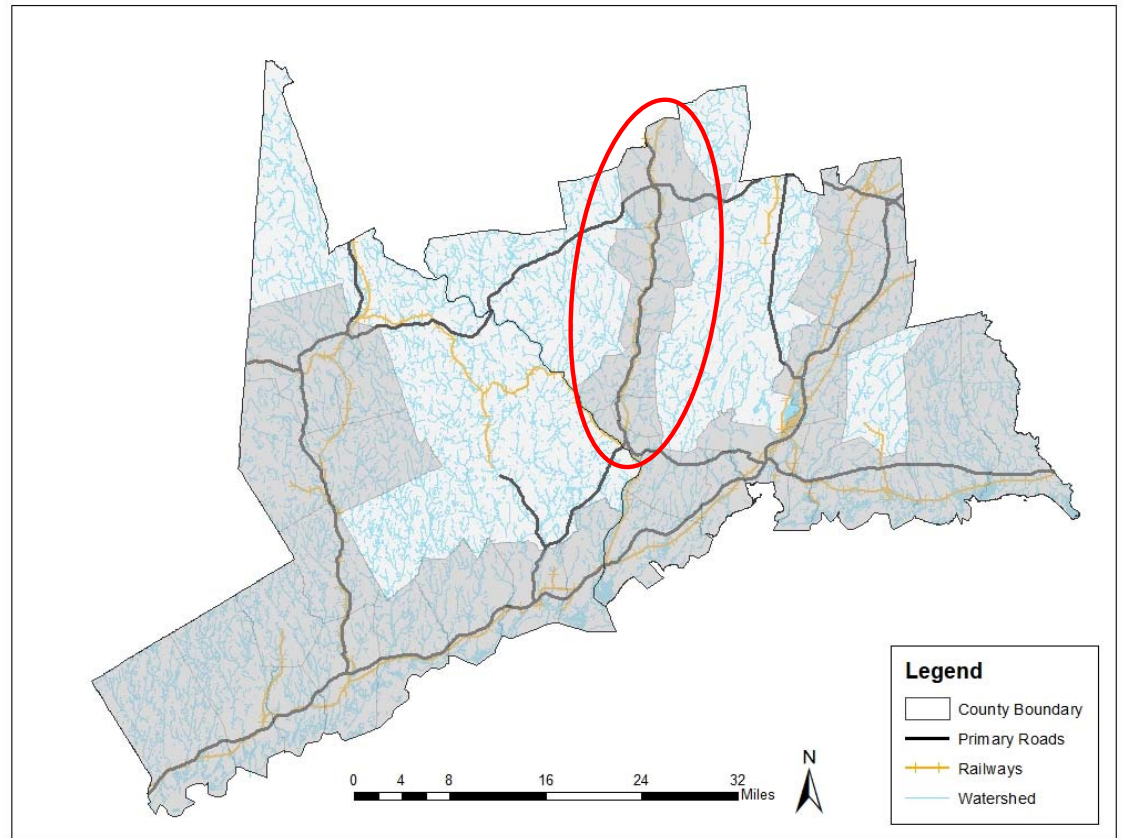 N
0 4 8 16 24 32
Miles
Legend
County Boundary
Primary Roads
Railways
Watershed